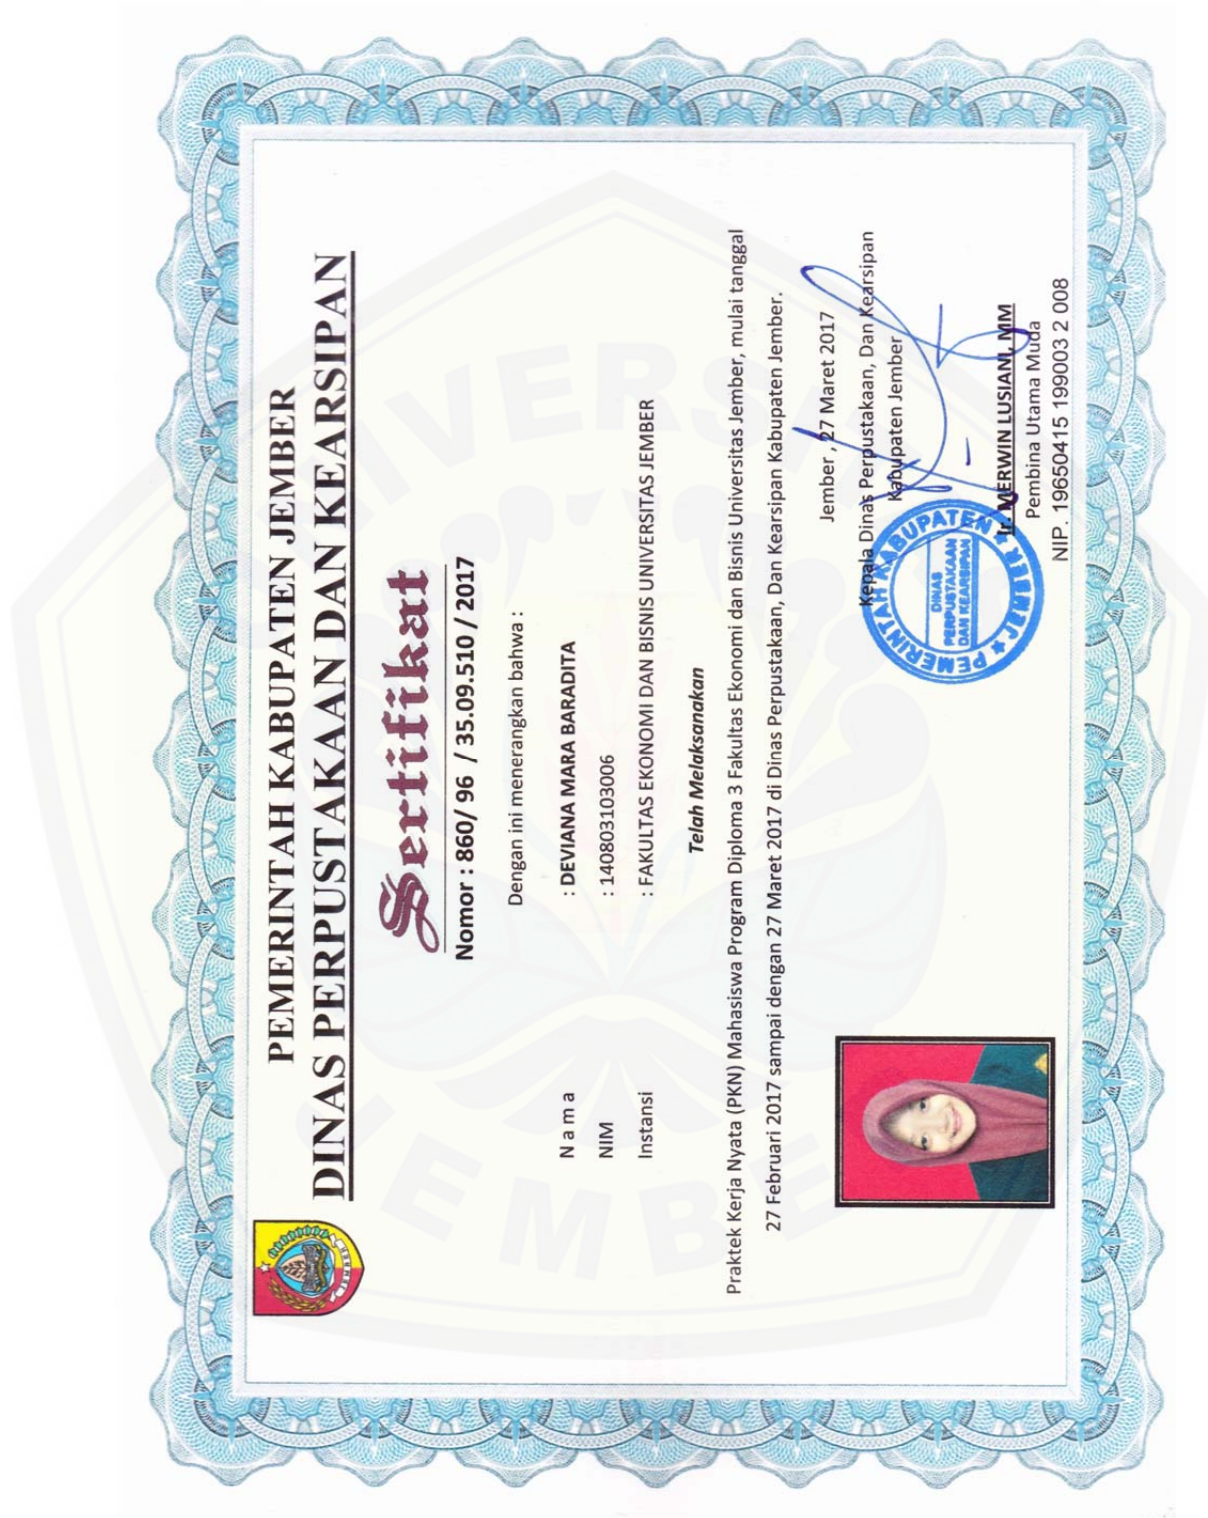 PEMERINTAH KABUPATEN JEMBER
DINAS PERPUSTAKAAN DAN KEARSIPAN
Sertifikat
Nomor : 860/ 96 / 35.09.510 / 2017
Dengan ini menerangkan bahwa :
N a m a : DEVIANA MARA BARADITA
NIM : 140803103006
Instansi : FAKULTAS EKONOMI DAN BISNIS UNIVERSITAS JEMBER
Telah Melaksanakan
Praktek Kerja Nyata (PKN) Mahasiswa Program Diploma 3 Fakultas Ekonomi dan Bisnis Universitas Jember, mulai tanggal
27 Februari 2017 sampai dengan 27 Maret 2017 di Dinas Perpustakaan, Dan Kearsipan Kabupaten Jember.
Jember , 27 Maret 2017
Kepala Dinas Perpustakaan, Dan Kearsipan
Kabupaten Jember
PEMERINTAH KABUPATEN
JEMBER
DINAS
PERPUSTAKAAN
DAN KEARSIPAN
Ir. MERWIN LUSIANI, MM
Pembina Utama Muda
NIP. 19650415 199003 2 008
JEMBER
UNIVERSITAS
JEMBER